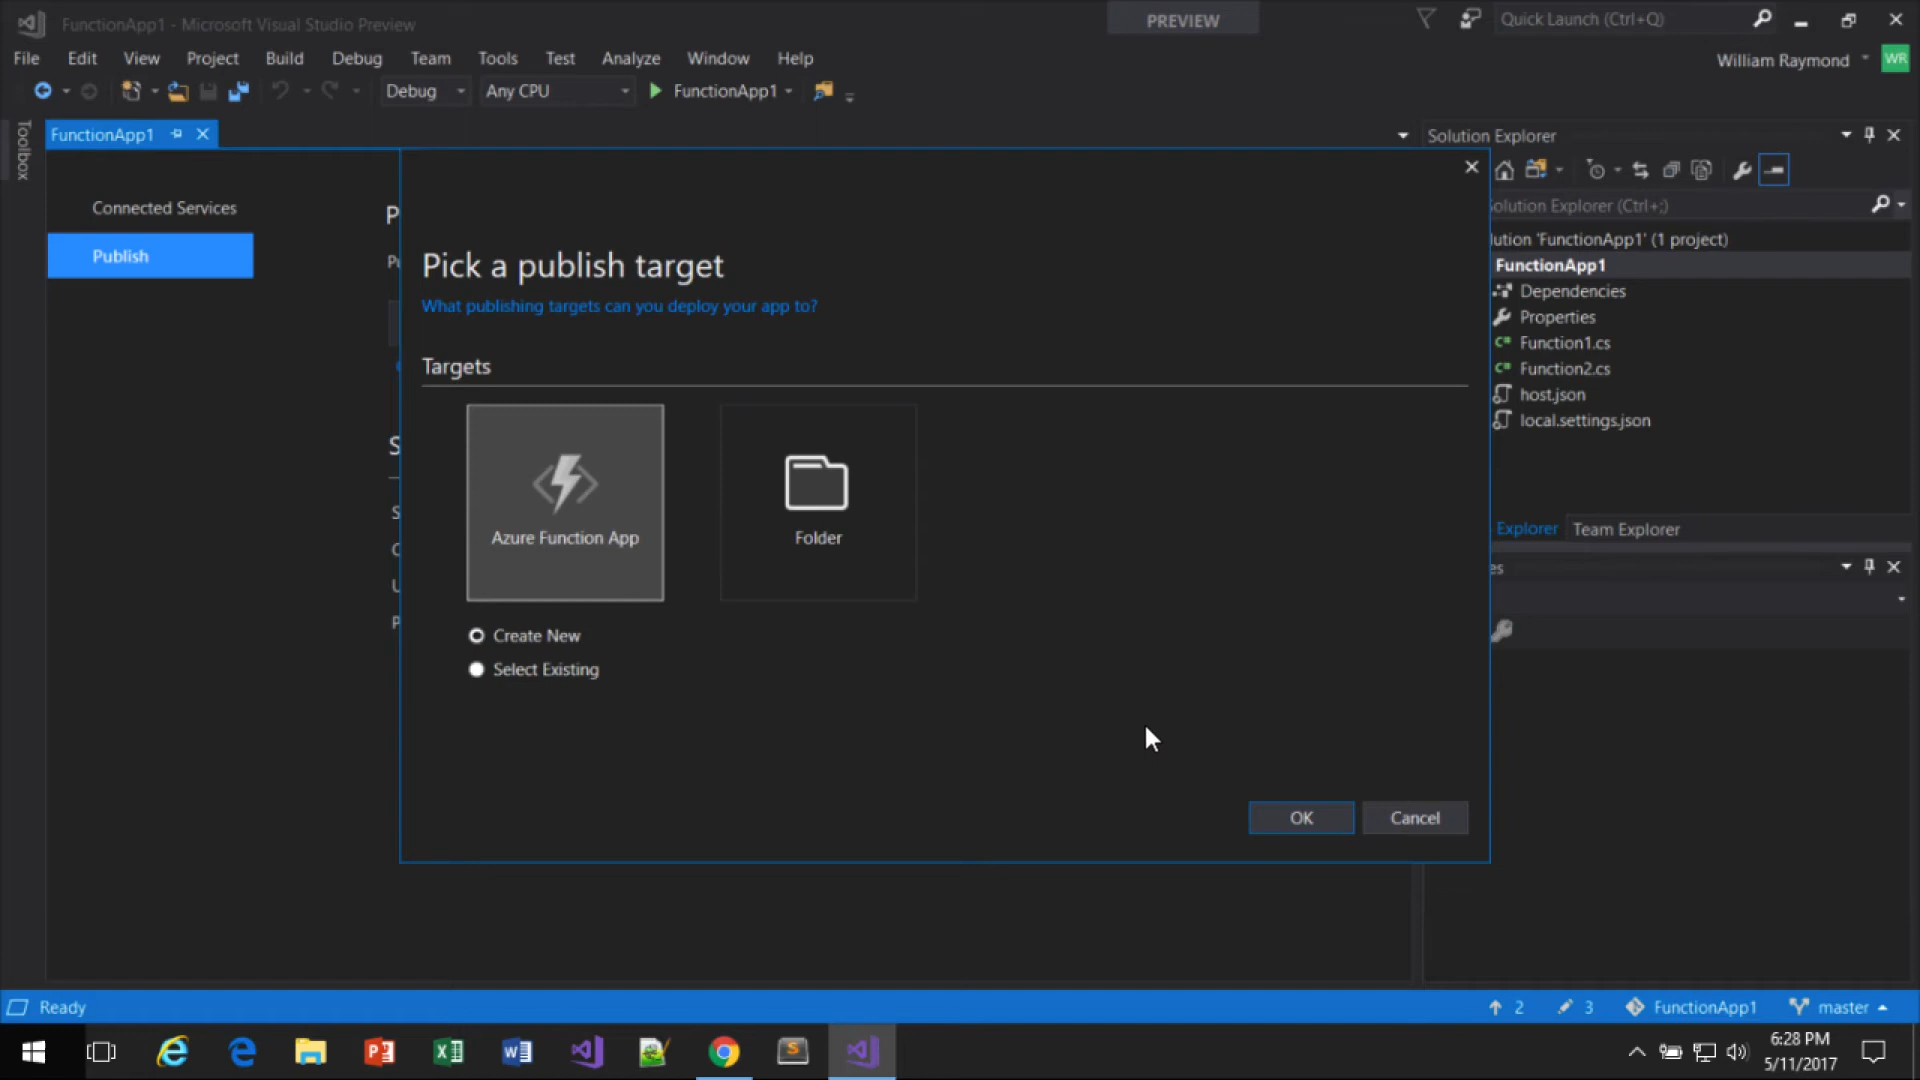 FunctionApp1 - Microsoft Visual Studio Preview
PREVIEW
Quick Launch (Ctrl+Q)
File Edit View Project Build Debug Team Tools Test Analyze Window Help
William Raymond WR
Debug Any CPU FunctionApp1
Toolbox
FunctionApp1
Connected Services
Publish
P
Pu
S
S
C
U
P
Pick a publish target
What publishing targets can you deploy your app to?
Targets
Azure Function App
Folder
Create New
Select Existing
OK
Cancel
Solution Explorer
Solution Explorer (Ctrl+;)
lution 'FunctionApp1' (1 project)
FunctionApp1
Dependencies
Properties
C# Function1.cs
C# Function2.cs
host.json
local.settings.json
Explorer Team Explorer
es
Ready
2 3 FunctionApp1 master
6:28 PM
5/11/2017